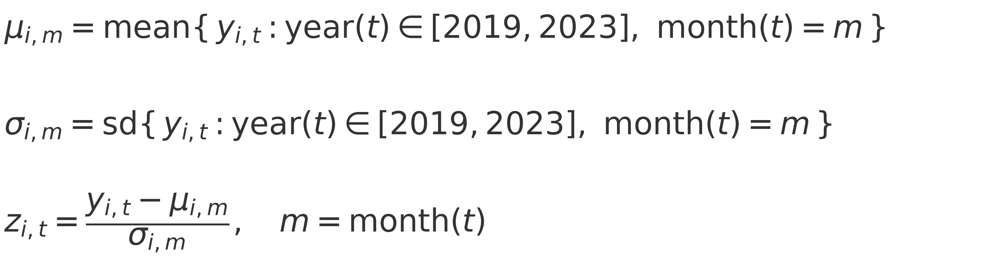 μ_{i,m} = mean{ y_{i,t} : year(t) ∈ [2019, 2023], month(t) = m }
σ_{i,m} = sd{ y_{i,t} : year(t) ∈ [2019, 2023], month(t) = m }
z_{i,t} = \frac{y_{i,t} − μ_{i,m}}{σ_{i,m}}, m = month(t)